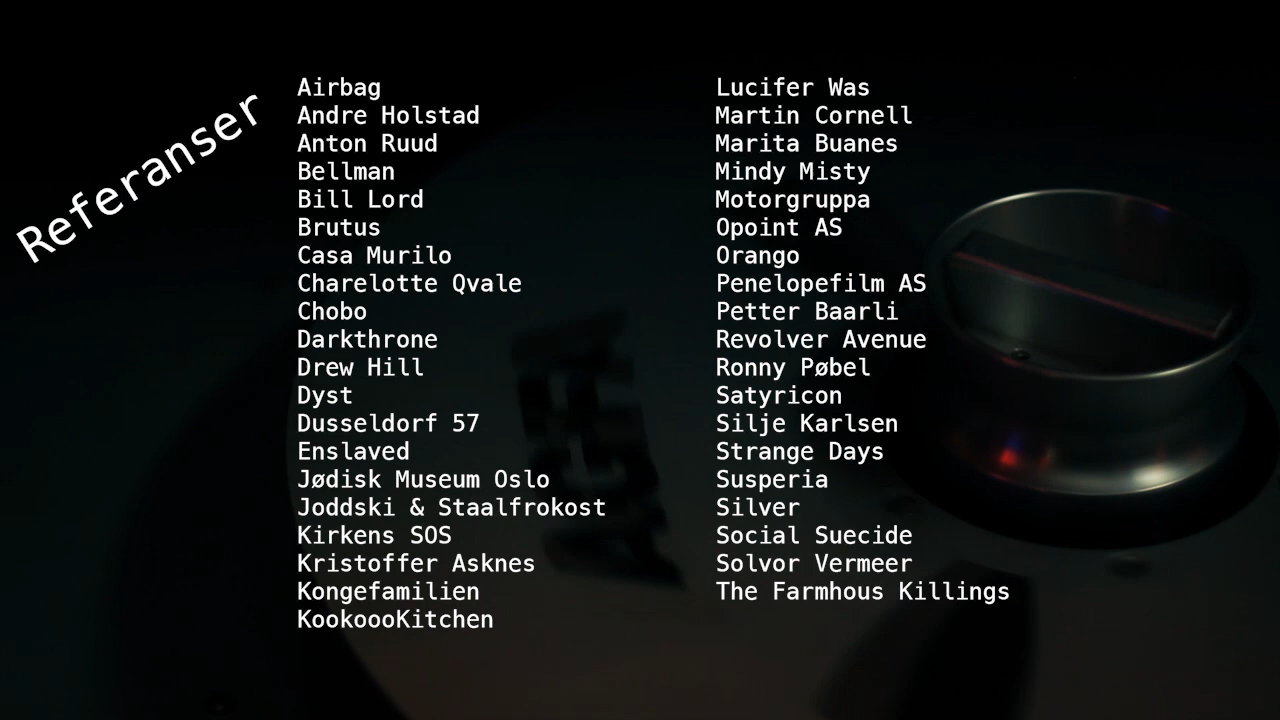 Referanser
Airbag
Andre Holstad
Anton Ruud
Bellman
Bill Lord
Brutus
Casa Murilo
Charelotte Qvale
Chobo
Darkthrone
Drew Hill
Dyst
Dusseldorf 57
Enslaved
Jødisk Museum Oslo
Joddski & Staalfrokost
Kirkens SOS
Kristoffer Asknes
Kongefamilien
KookoooKitchen
Lucifer Was
Martin Cornell
Marita Buanes
Mindy Misty
Motorgruppa
Opoint AS
Orango
Penelopefilm AS
Petter Baarli
Revolver Avenue
Ronny Pøbel
Satyricon
Silje Karlsen
Strange Days
Susperia
Silver
Social Suecide
Solvor Vermeer
The Farmhous Killings